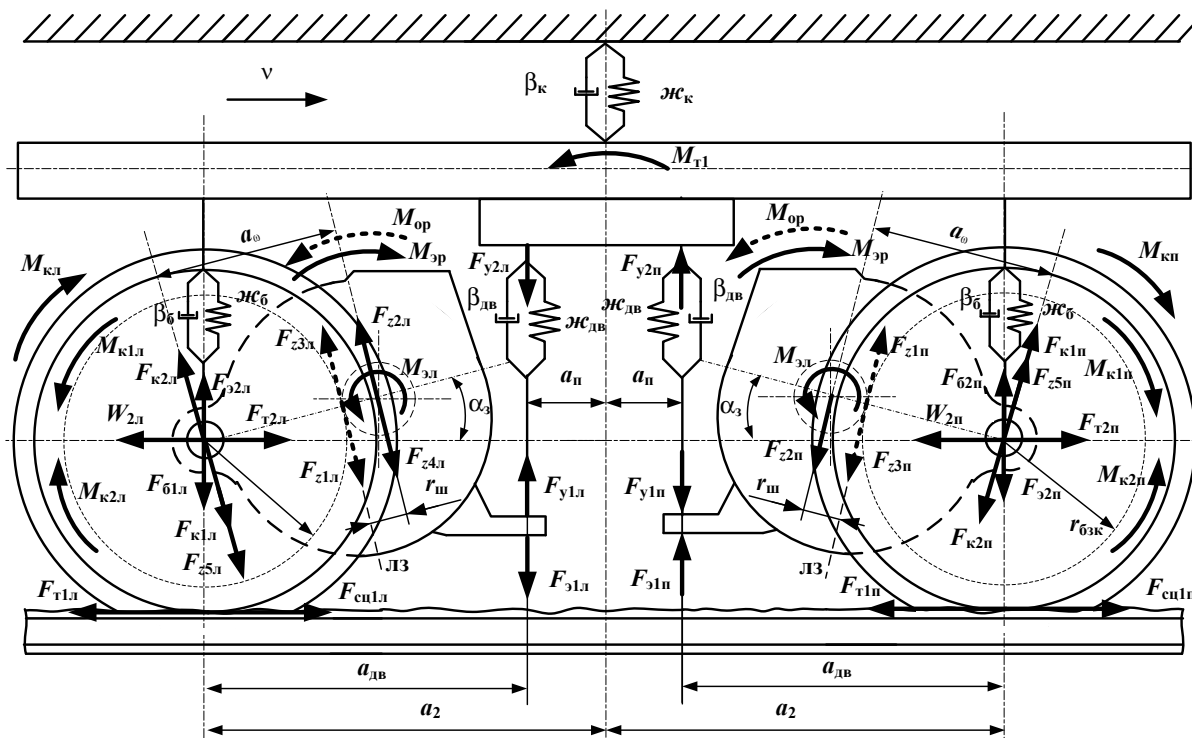 ν
β_к
ж_к
M_т1
M_ор
M_эр
a_ω
M_кл
F_у2л
F_у2п
M_ор
M_эр
a_ω
M_кп
β_б
ж_б
β_дв
ж_дв
ж_дв
β_дв
β_б
ж_б
F_z2л
F_z3л
M_к1л
F_к2л
F_э2л
M_эл
a_п
a_п
M_эл
F_z1п
F_к1п
M_к1п
F_б2п
F_z5п
W_2л
F_т2л
α_з
α_з
W_2п
F_т2п
F_z1л
F_z4л
F_z2п
F_z3п
F_б1л
M_к2л
r_ш
F_у1л
F_у1п
r_ш
F_э2п
M_к2п
F_к1л
F_z5л
F_к2п
r_бзк
лз
лз
F_т1л
F_сц1л
F_э1л
F_э1п
F_т1п
F_сц1п
a_дв
a_дв
a_2
a_2